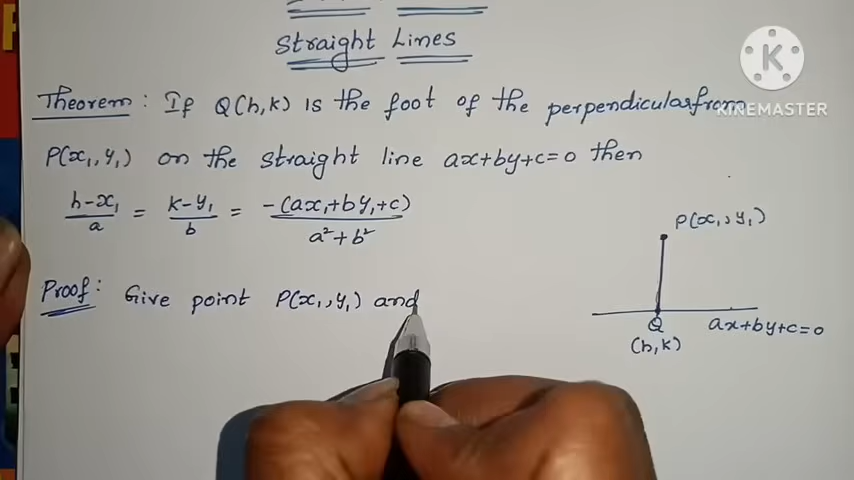 Straight Lines
K
KINEMASTER
Theorem : If Q(h,k) is the foot of the perpendicular from
P(x₁,y₁) on the straight line ax+by+c=0 then
h-x₁/a = k-y₁/b = -(ax₁+by₁+c)/a²+b²
P(x₁,y₁)
Proof: Give point P(x₁,y₁) and
Q
ax+by+c=0
(h,k)